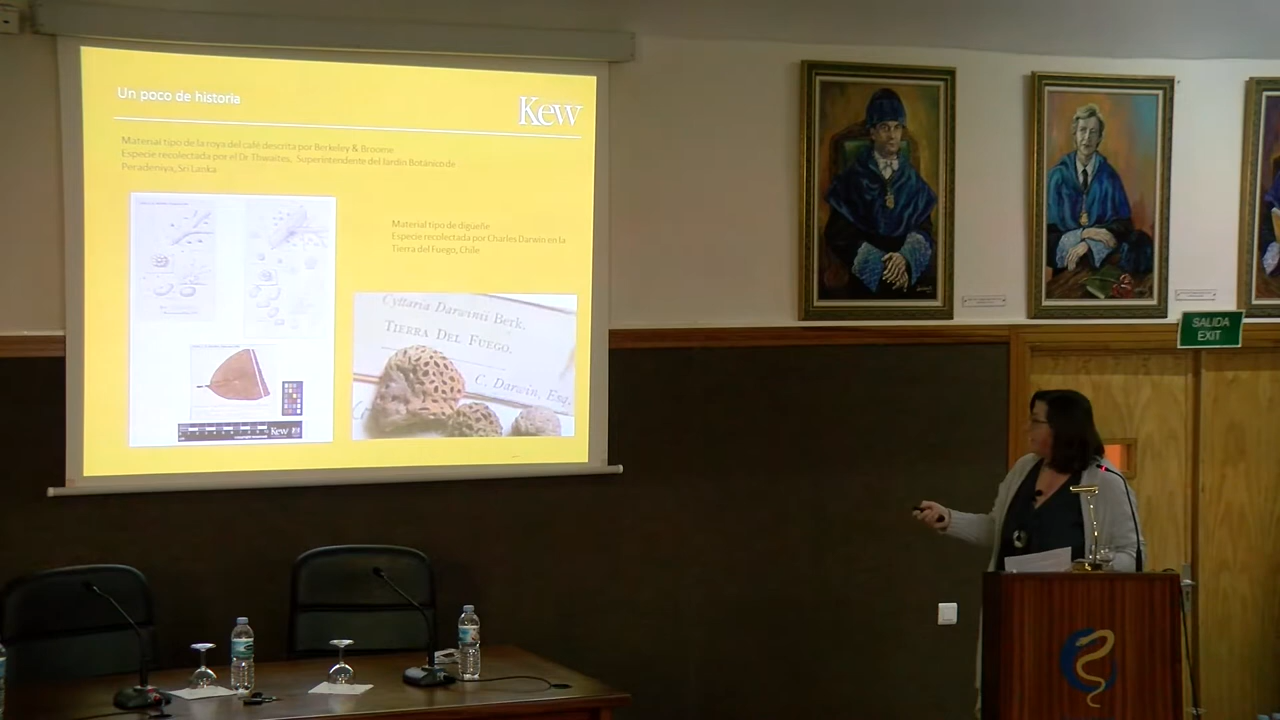 Un poco de historia
Kew
Material tipo de la roya del café descrita por Berkeley & Broome
Especie recolectada por el Dr Thwaites, Superintendente del Jardín Botánico de
Peradeniya, Sri Lanka
Material tipo de digüeñe
Especie recolectada por Charles Darwin en la
Tierra del Fuego, Chile
Cyttaria Darwinii Berk.
TIERRA DEL FUEGO.
C. Darwin, Esq.
Kew
SALIDA
EXIT